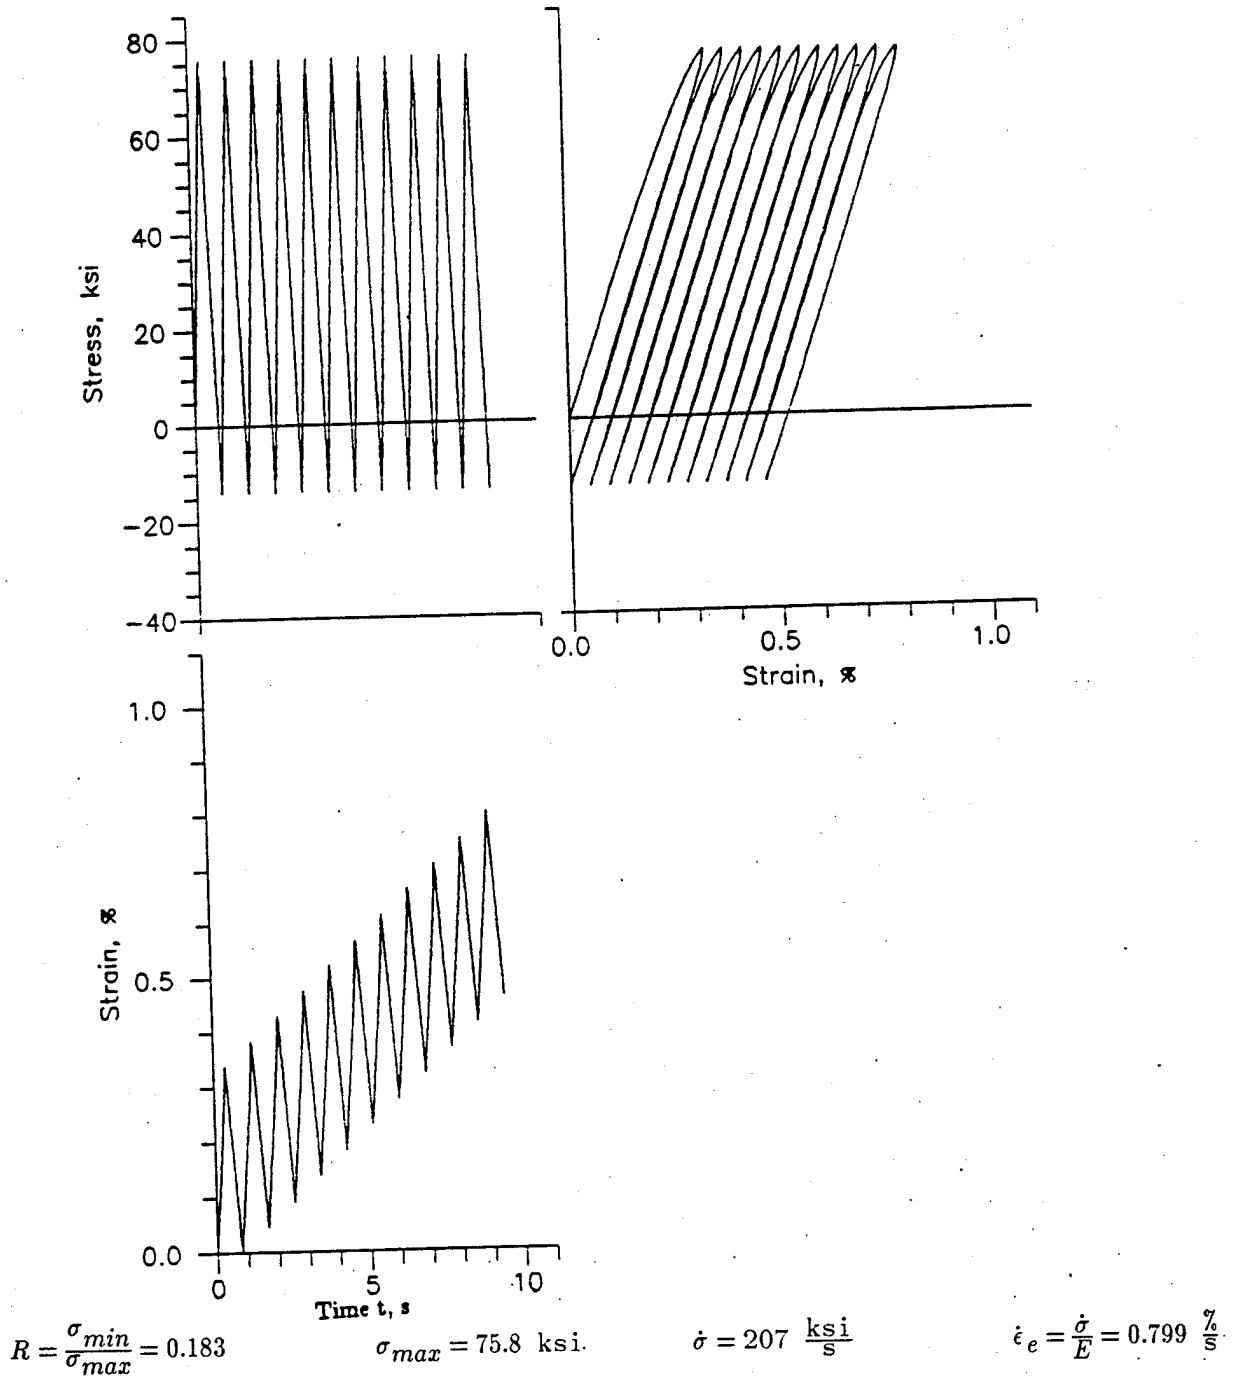 80
60
40
20
0
−20
−40
Stress, ksi
0.0 0.5 1.0
Strain, %
1.0
0.5
0.0
Strain, %
0 5 10
Time t, s
R = σmin/σmax = 0.183 σmax = 75.8 ksi. σ̇ = 207 ksi/s ε̇e = σ̇/E = 0.799 %/s